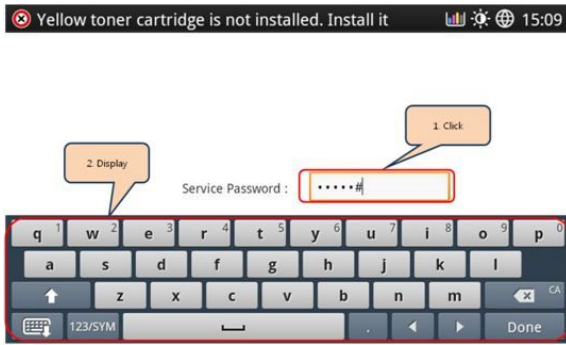 Yellow toner cartridge is not installed. Install it 15:09
1. Click
2. Display
Service Password : •••••#
q 1 w 2 e 3 r 4 t 5 y 6 u 7 i 8 o 9 p 0
a s d f g h j k l
z x c v b n m CA
123/SYM . Done